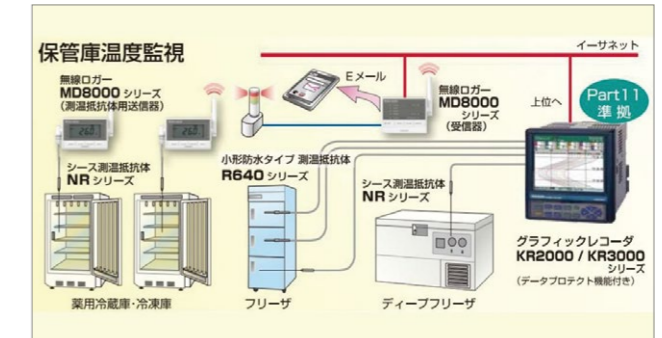 保管庫温度監視
イーサネット
無線ロガー
MD8000 シリーズ
(測温抵抗体用送信器)
Eメール
無線ロガー
MD8000
シリーズ
(受信器)
上位へ
Part11
準 拠
シース測温抵抗体
NR シリーズ
小形防水タイプ 測温抵抗体
R640 シリーズ
シース測温抵抗体
NR シリーズ
グラフィックレコーダ
KR2000 / KR3000
シリーズ
(データプロテクト機能付き)
薬用冷蔵庫・冷凍庫
フリーザ
ディープフリーザ